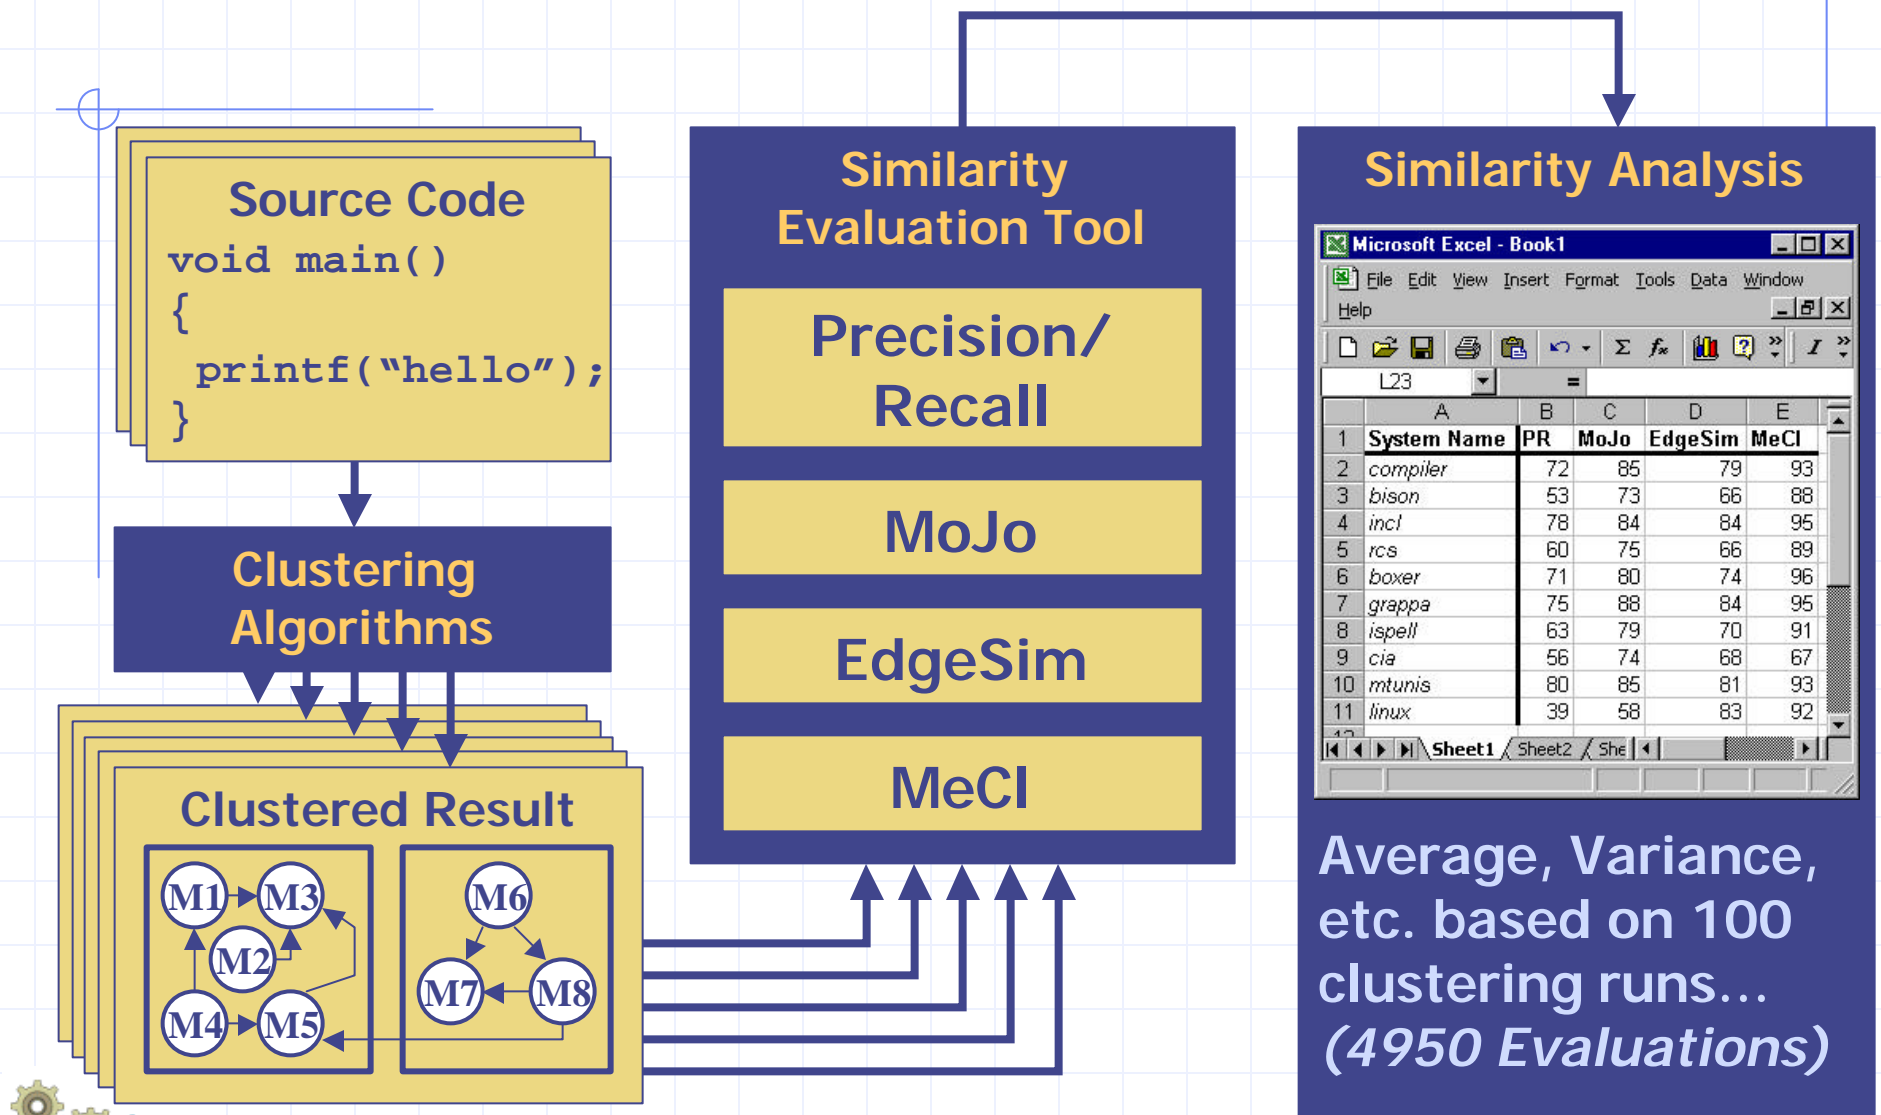 Source Code
void main()
{
printf(“hello”);
}
Clustering
Algorithms
Clustered Result
M1
M3
M2
M4
M5
M6
M7
M8
Similarity
Evaluation Tool
Precision/
Recall
MoJo
EdgeSim
MeCl
Similarity Analysis
Microsoft Excel - Book1
File Edit View Insert Format Tools Data Window
Help
L23 =
A B C D E
1 System Name PR MoJo EdgeSim MeCl
2 compiler 72 85 79 93
3 bison 53 73 66 88
4 incl 78 84 84 95
5 rcs 60 75 66 89
6 boxer 71 80 74 96
7 grappa 75 88 84 95
8 ispell 63 79 70 91
9 cia 56 74 68 67
10 mtunis 80 85 81 93
11 linux 39 58 83 92
Sheet1 Sheet2 She
Average, Variance,
etc. based on 100
clustering runs…
(4950 Evaluations)